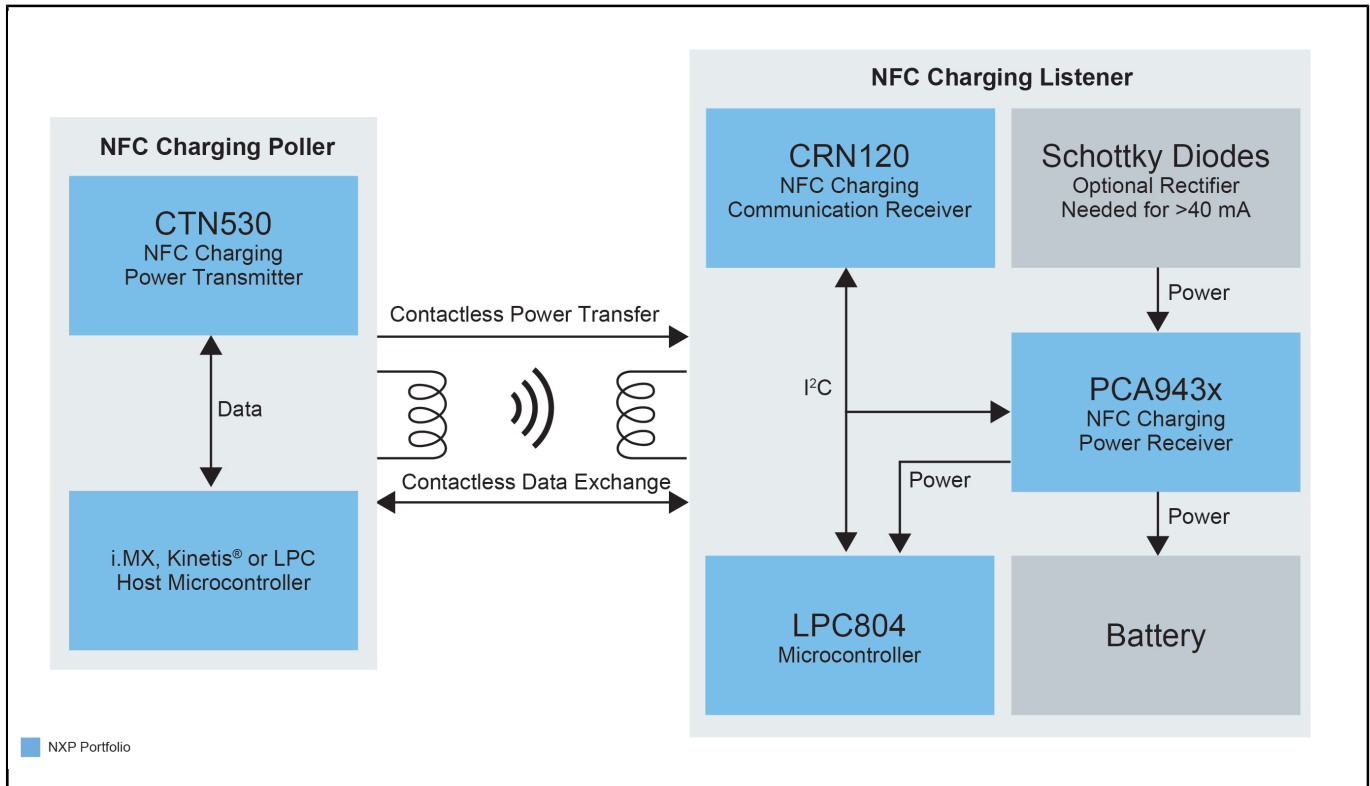 NFC Charging Poller
CTN530
NFC Charging
Power Transmitter
Data
i.MX, Kinetis® or LPC
Host Microcontroller
Contactless Power Transfer
Contactless Data Exchange
NFC Charging Listener
CRN120
NFC Charging
Communication Receiver
Schottky Diodes
Optional Rectifier
Needed for >40 mA
Power
I²C
PCA943x
NFC Charging
Power Receiver
Power
Power
LPC804
Microcontroller
Battery
NXP Portfolio